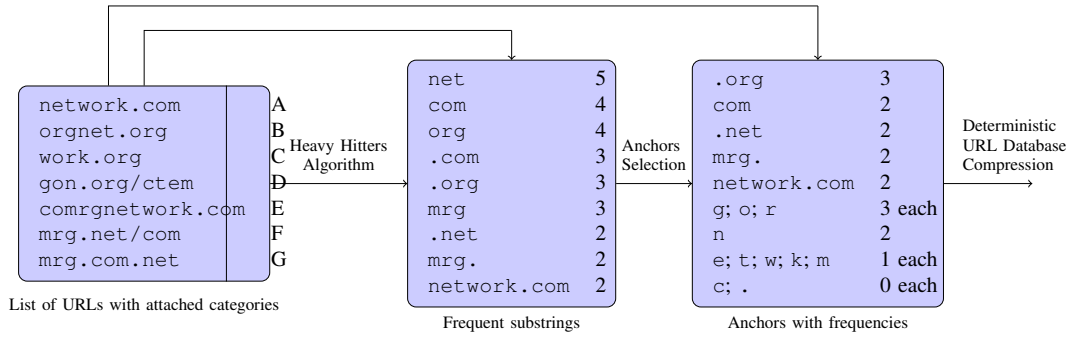 network.com A
orgnet.org B
work.org C
gon.org/ctem D
comrgnetwork.com E
mrg.net/com F
mrg.com.net G
List of URLs with attached categories
Heavy Hitters
Algorithm
net 5
com 4
org 4
.com 3
.org 3
mrg 3
.net 2
mrg. 2
network.com 2
Frequent substrings
Anchors
Selection
.org 3
com 2
.net 2
mrg. 2
network.com 2
g; o; r 3 each
n 2
e; t; w; k; m 1 each
c; . 0 each
Anchors with frequencies
Deterministic
URL Database
Compression